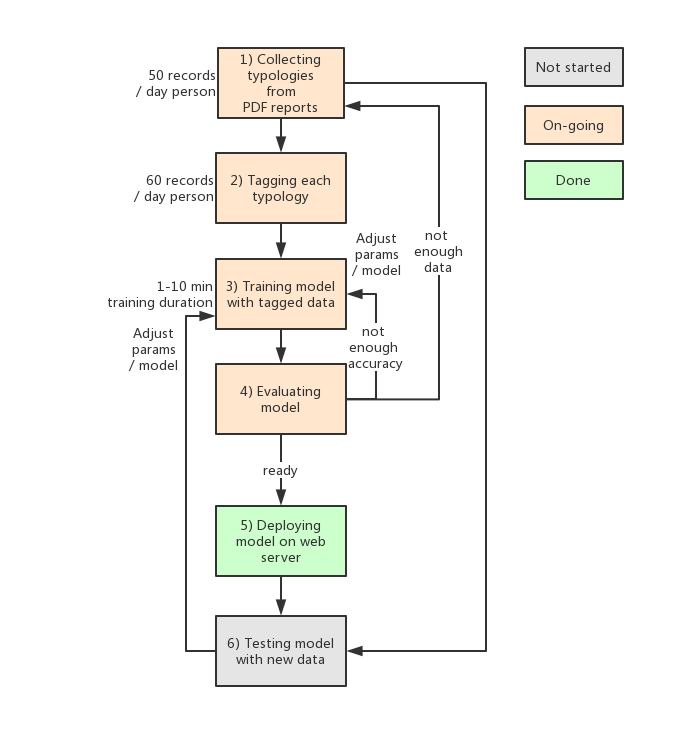 1) Collecting
typologies
from
PDF reports
50 records
/ day person
Not started
On-going
Done
2) Tagging each
typology
60 records
/ day person
Adjust
params
/ model
not
enough
data
3) Training model
with tagged data
1-10 min
training duration
Adjust
params
/ model
not
enough
accuracy
4) Evaluating
model
ready
5) Deploying
model on web
server
6) Testing model
with new data